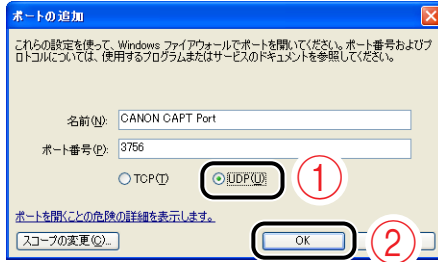 ポートの追加
これらの設定を使って、Windows ファイアウォールでポートを開いてください。ポート番号およびプ
ロトコルについては、使用するプログラムまたはサービスのドキュメントを参照してください。
名前(N): CANON CAPT Port
ポート番号(P): 3756
TCP(T) UDP(U) 1
ポートを開くことの危険の詳細を表示します。
スコープの変更(C)... OK 2